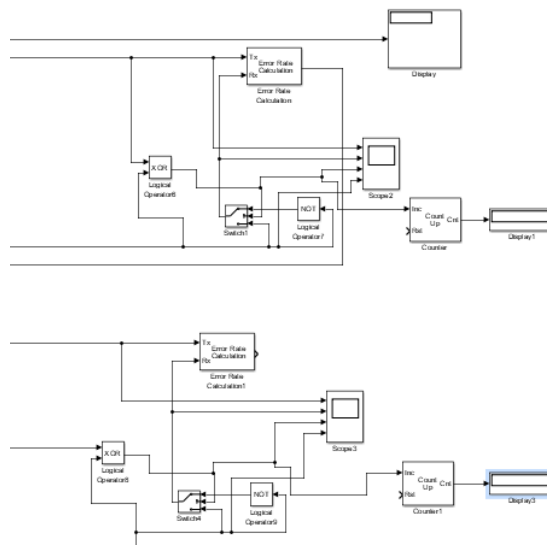 Display
Tx
Rx
Error Rate
Calculation
Error Rate
Calculation
XOR
Logical
Operator6
Scope2
Switch1
NOT
Logical
Operator7
Inc
Rst
Count
Up
Cnt
Counter
Display1
Tx
Rx
Error Rate
Calculation
Error Rate
Calculation1
Scope3
XOR
Logical
Operator8
Switch4
NOT
Logical
Operator9
Inc
Rst
Count
Up
Cnt
Counter1
Display3